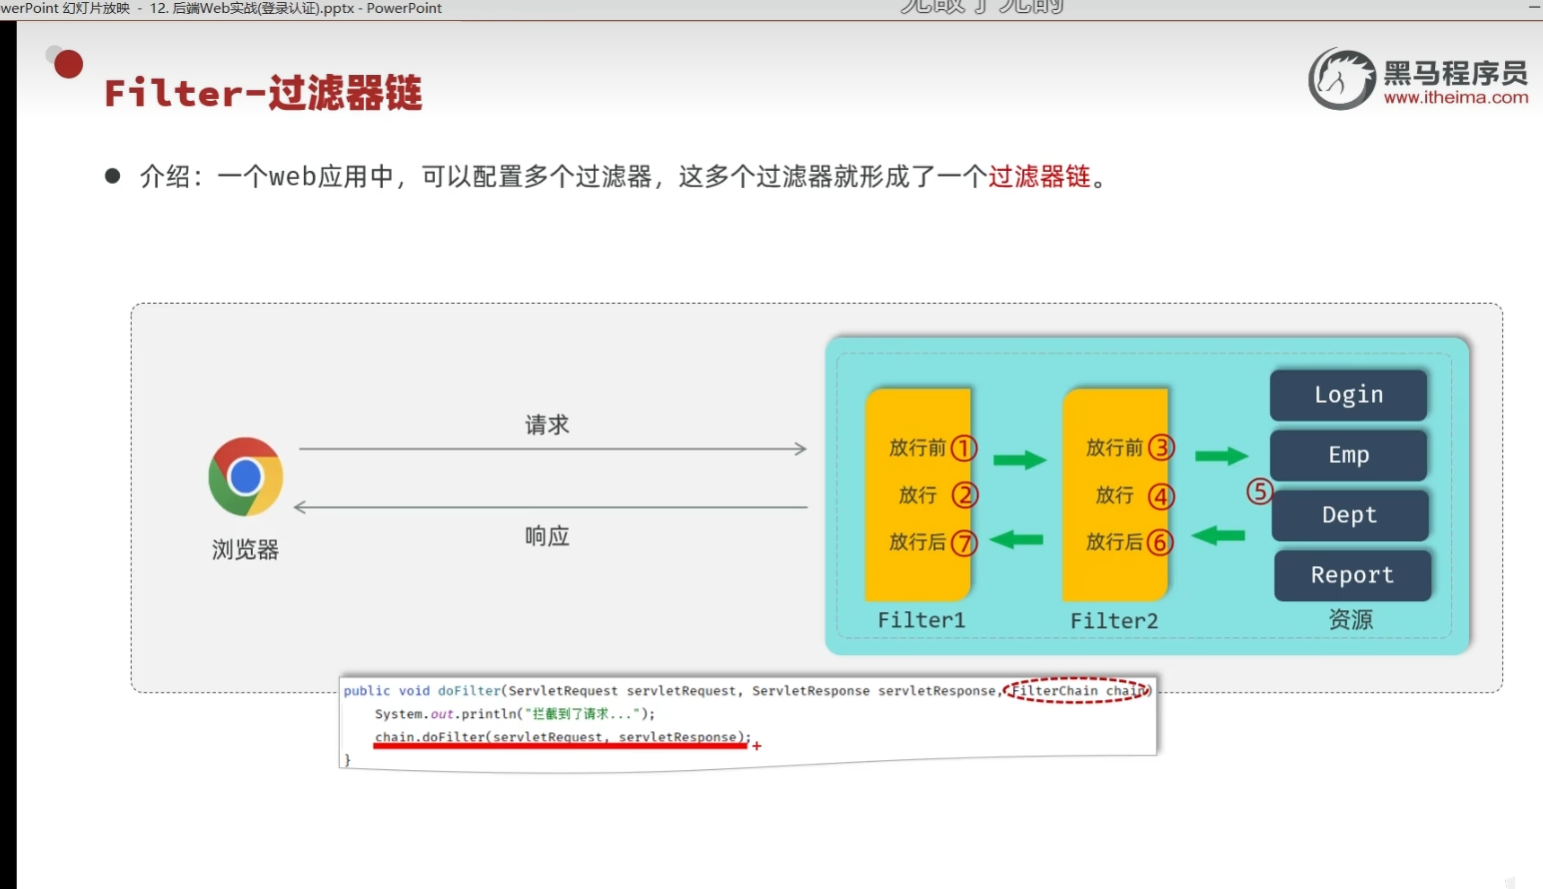 werPoint 幻灯片放映 - 12. 后端Web实战(登录认证).pptx - PowerPoint
Filter-过滤器链
黑马程序员
www.itheima.com
● 介绍：一个web应用中，可以配置多个过滤器，这多个过滤器就形成了一个过滤器链。
请求
响应
浏览器
放行前 ①
放行 ②
放行后 ⑦
Filter1
放行前 ③
放行 ④
放行后 ⑥
Filter2
⑤
Login
Emp
Dept
Report
资源
public void doFilter(ServletRequest servletRequest, ServletResponse servletResponse, FilterChain chain)
System.out.println("拦截到了请求...");
chain.doFilter(servletRequest, servletResponse);
}